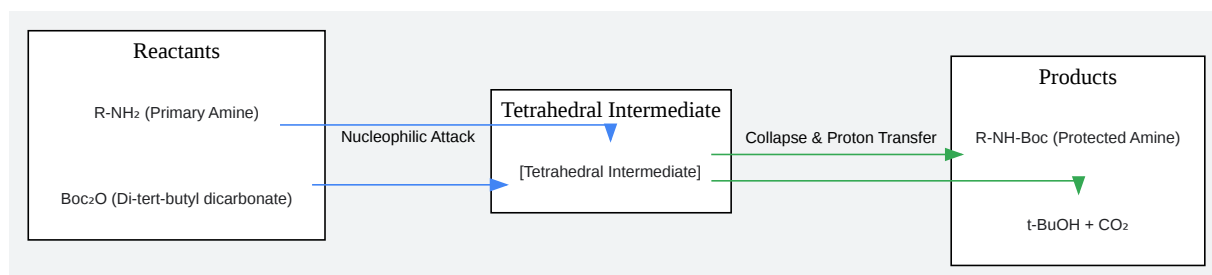 Reactants
R-NH₂ (Primary Amine)
Boc₂O (Di-tert-butyl dicarbonate)
Nucleophilic Attack
Tetrahedral Intermediate
[Tetrahedral Intermediate]
Collapse & Proton Transfer
Products
R-NH-Boc (Protected Amine)
t-BuOH + CO₂